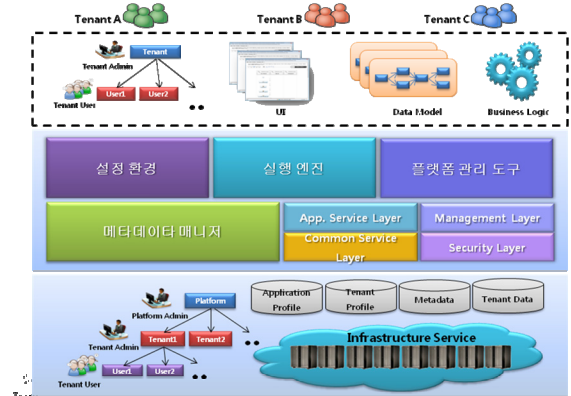 Tenant A
Tenant B
Tenant C
Tenant
Tenant Admin
User1
User2
Tenant User
UI
Data Model
Business Logic
설정 환경
실행 엔진
플랫폼 관리 도구
메타데이타 매니저
App. Service Layer
Management Layer
Common Service
Layer
Security Layer
Application
Profile
Tenant
Profile
Metadata
Tenant Data
Platform
Platform Admin
Tenant1
Tenant2
Tenant Admin
User1
User2
Tenant User
Infrastructure Service